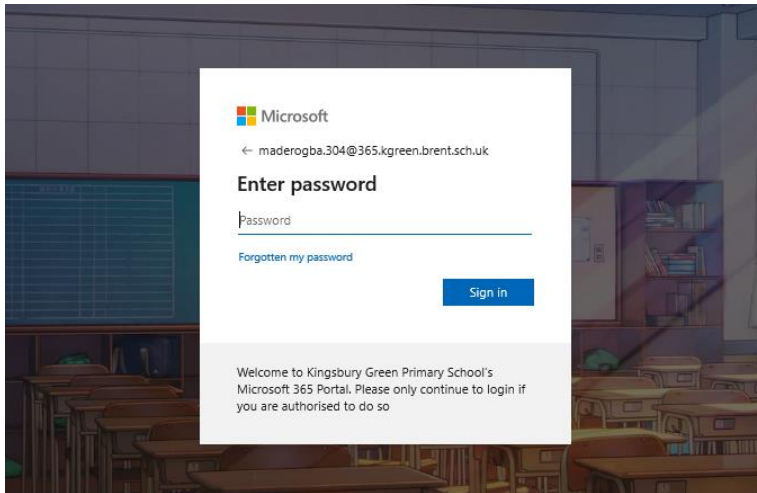 Microsoft
← maderogba.304@365.kgreen.brent.sch.uk
Enter password
Password
Forgotten my password
Sign in
Welcome to Kingsbury Green Primary School's
Microsoft 365 Portal. Please only continue to login if
you are authorised to do so